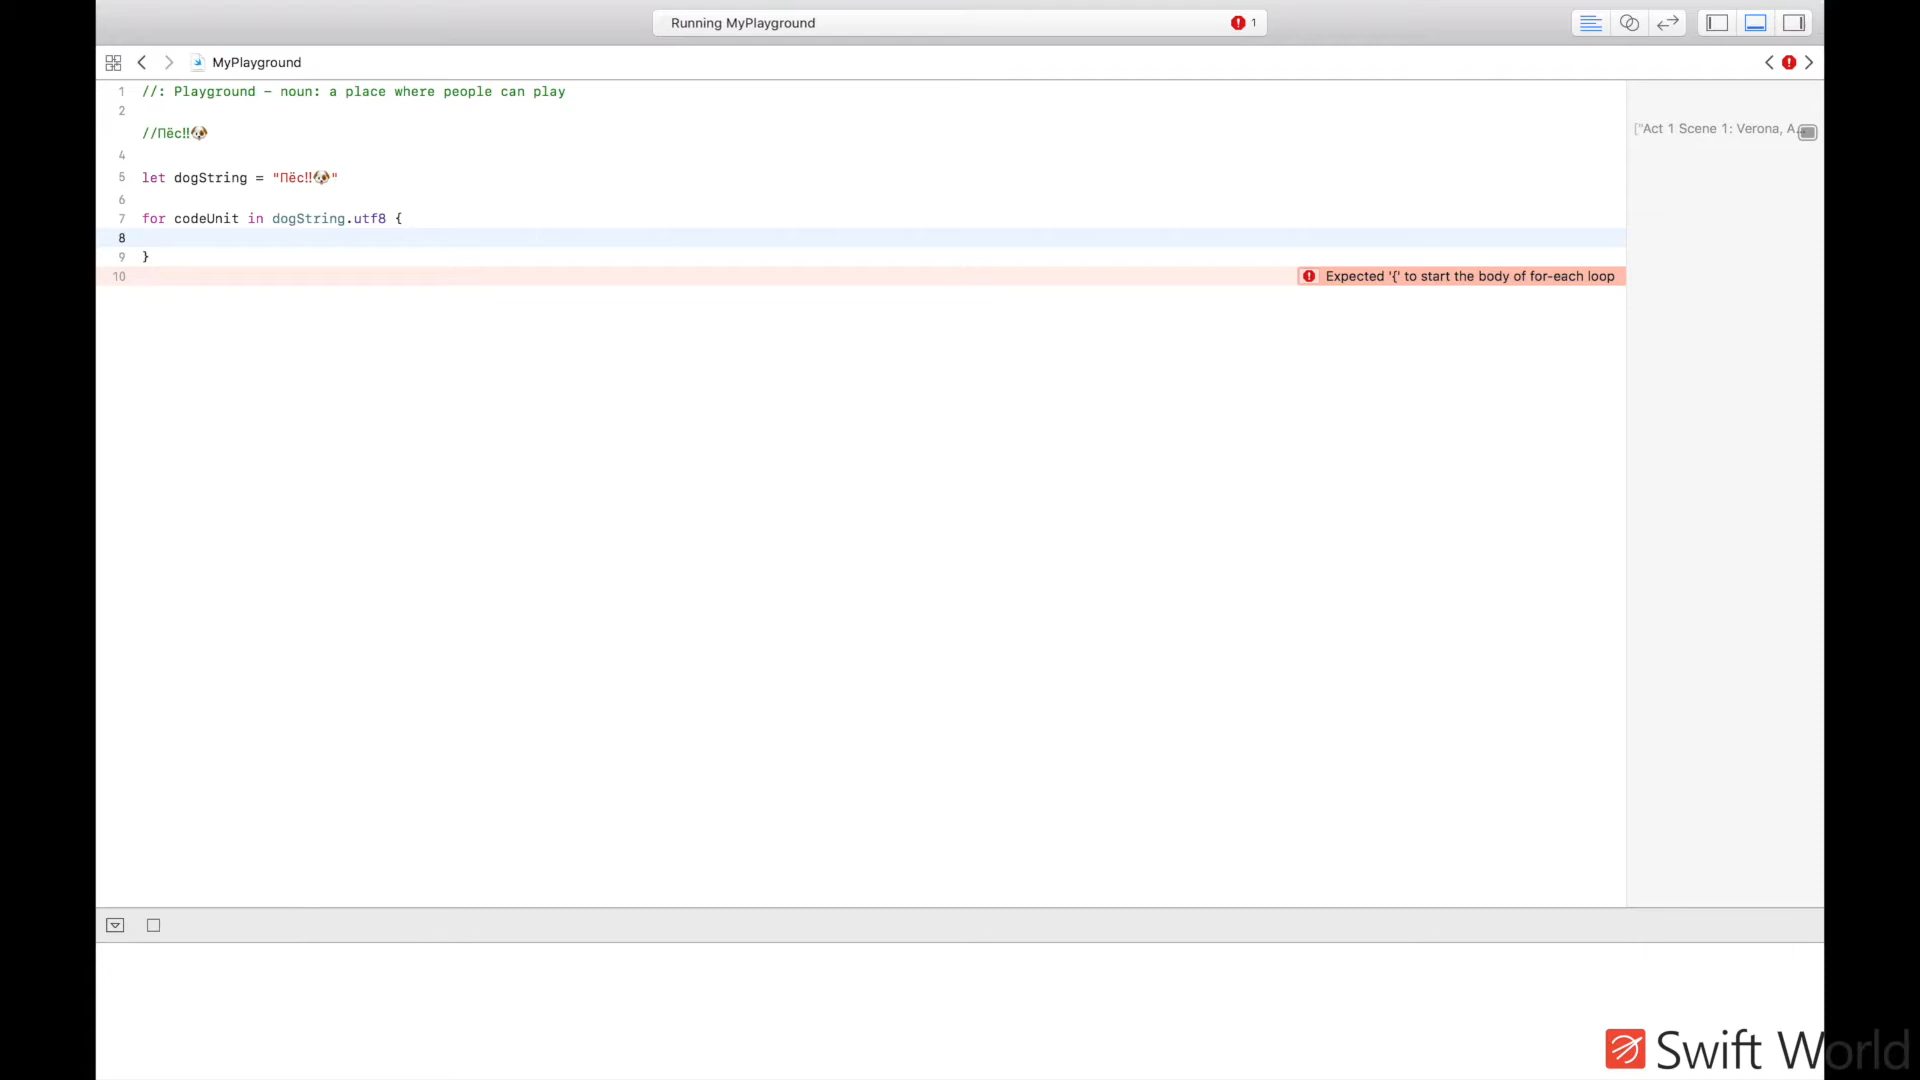 Running MyPlayground 1
MyPlayground
1 //: Playground – noun: a place where people can play
2
//Пёс‼🐶
["Act 1 Scene 1: Verona, A...
4
5 let dogString = "Пёс‼🐶"
6
7 for codeUnit in dogString.utf8 {
8
9 }
10 Expected '{' to start the body of for-each loop
Swift World